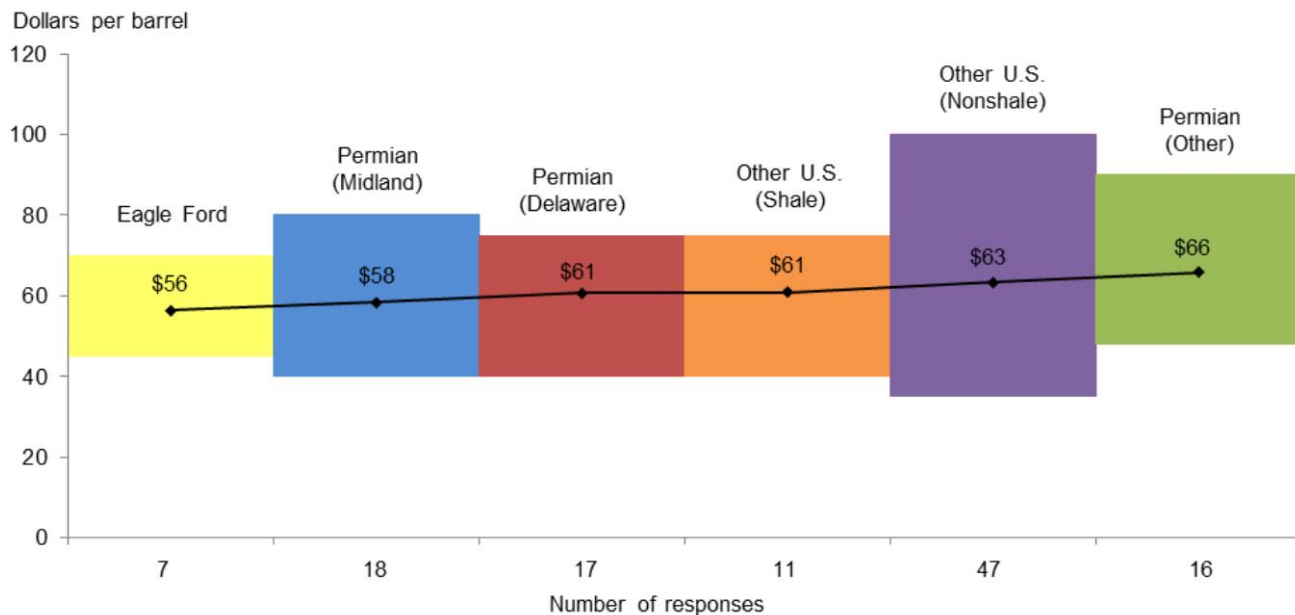 Dollars per barrel
120
100
80
60
40
20
0
Eagle Ford
Permian
(Midland)
Permian
(Delaware)
Other U.S.
(Shale)
Other U.S.
(Nonshale)
Permian
(Other)
$56
$58
$61
$61
$63
$66
7
18
17
11
47
16
Number of responses